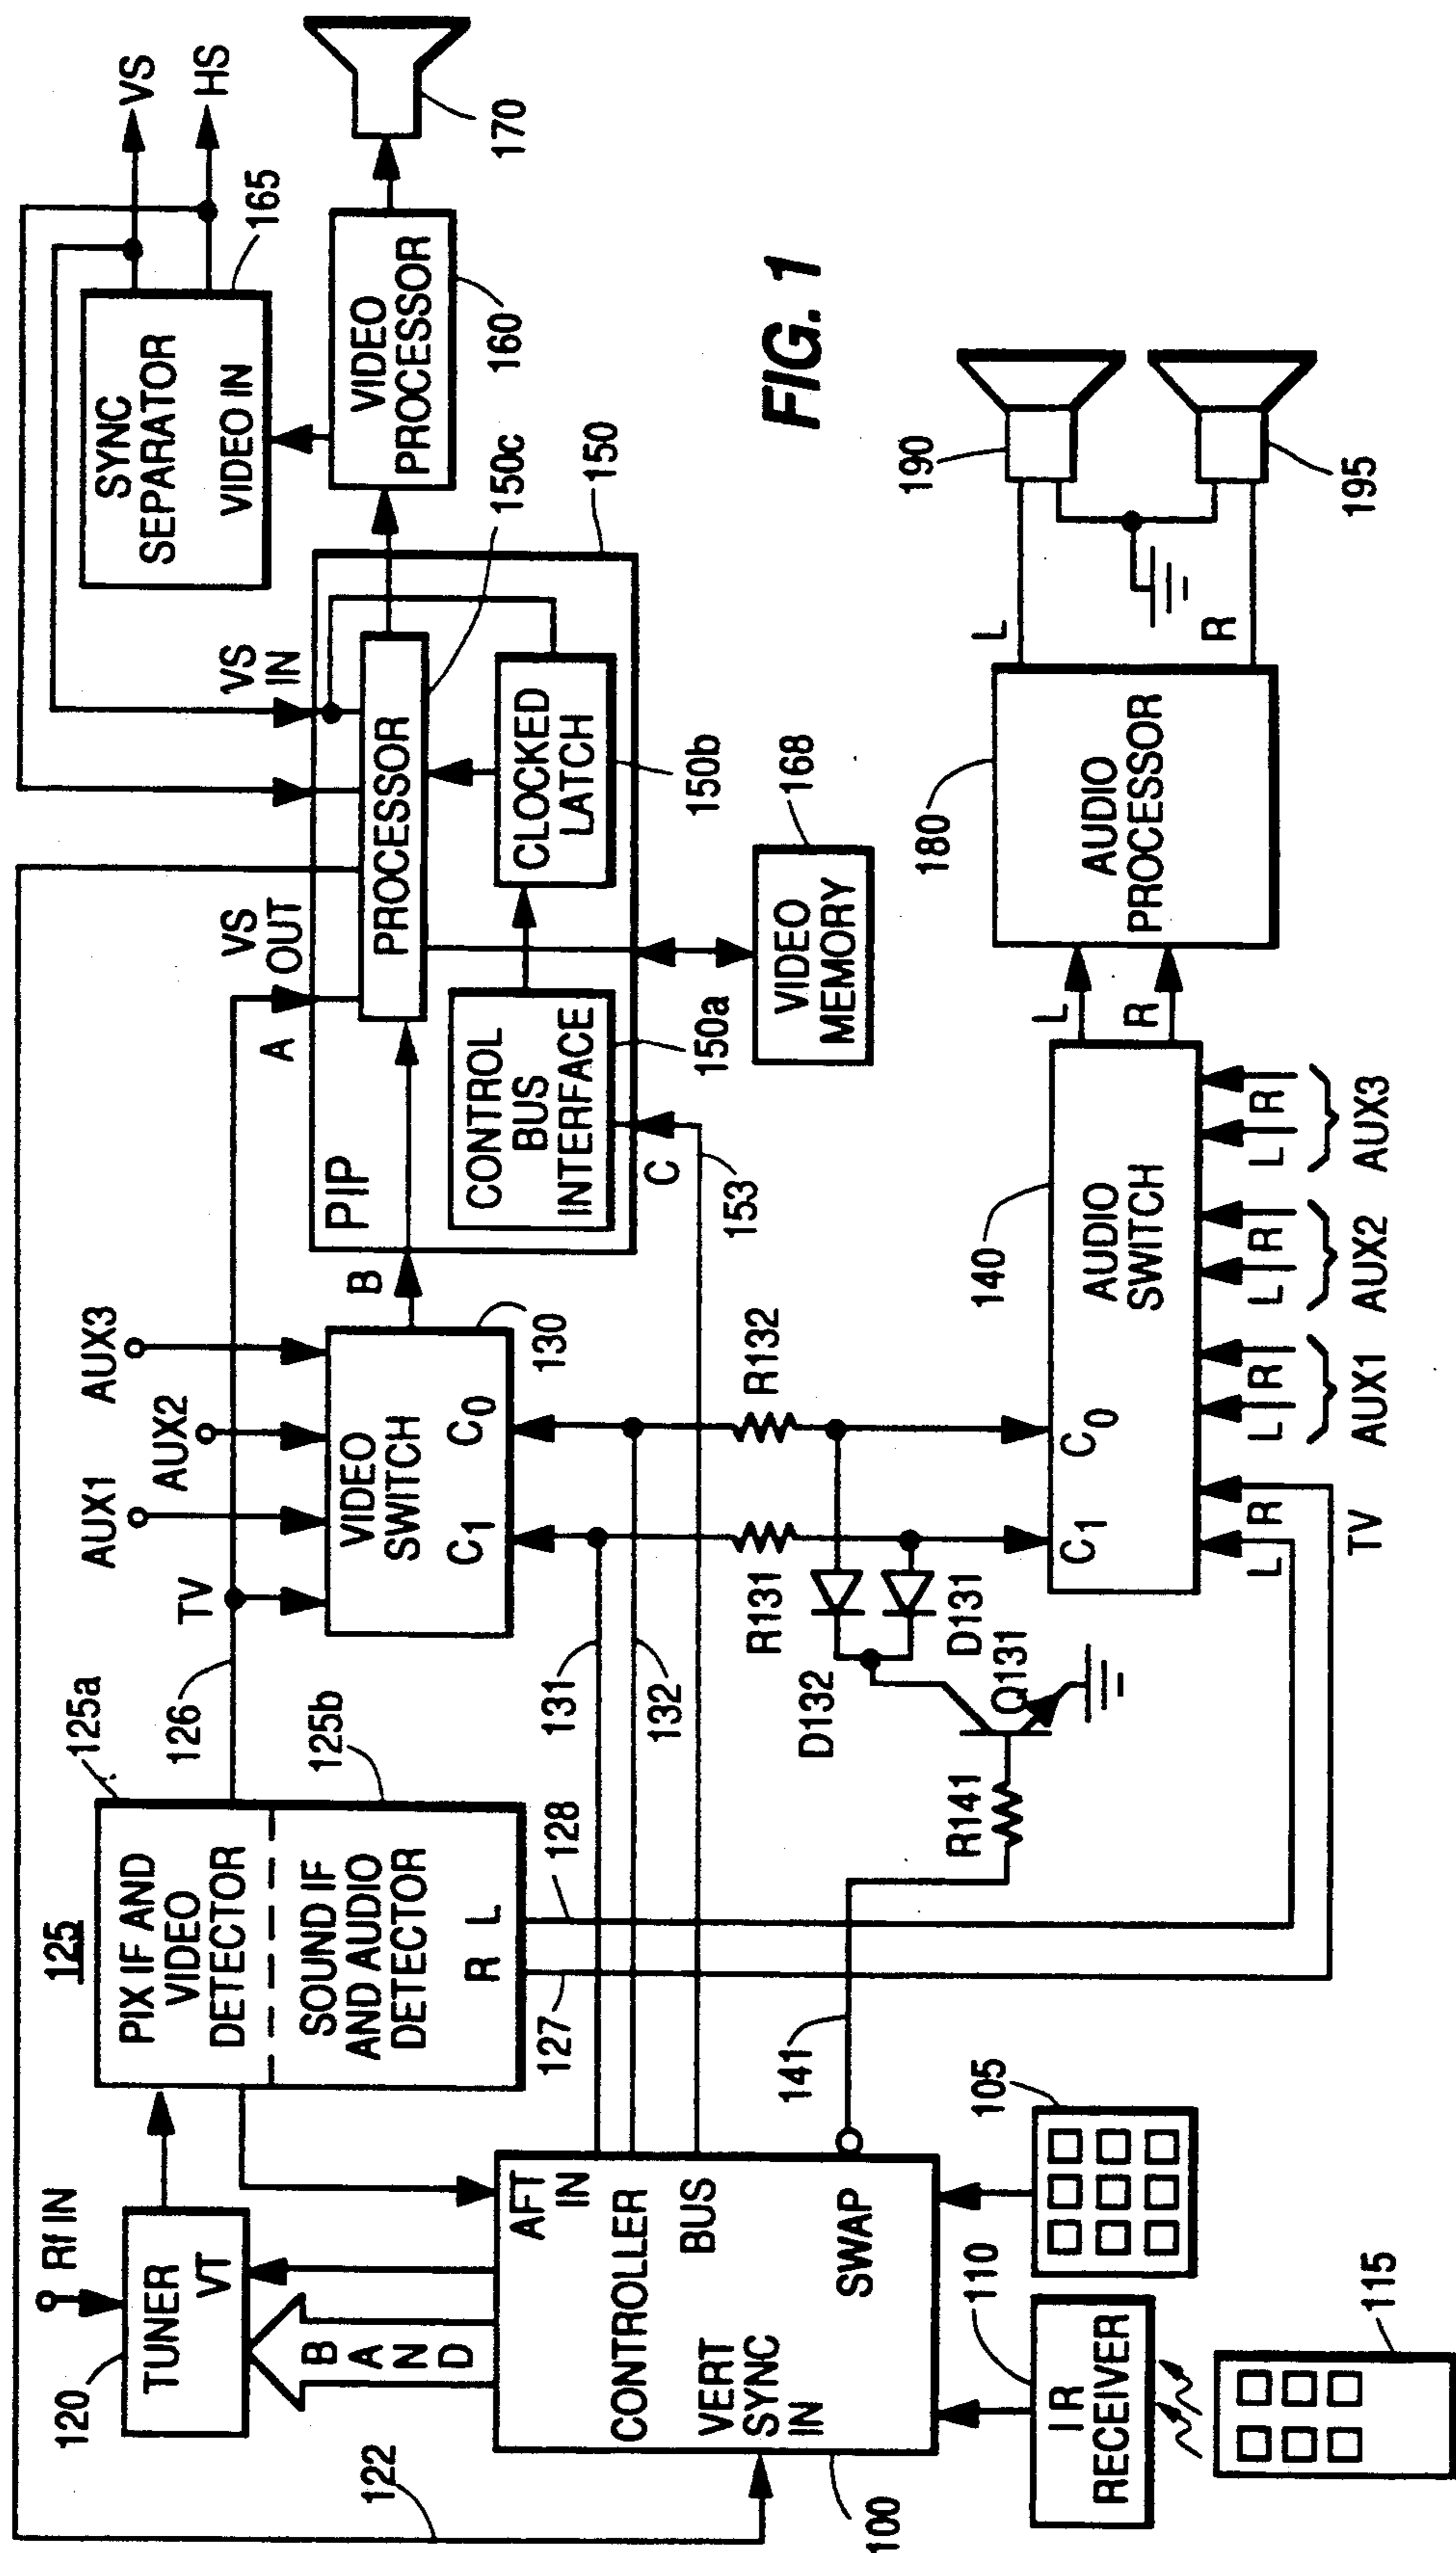 FIG. 1
Rf IN
TUNER
VT
120
BAND
122
125
125a
PIX IF AND
VIDEO
DETECTOR
SOUND IF
AND AUDIO
DETECTOR
R L
125b
126
127
128
AFT
IN
CONTROLLER
BUS
VERT
SYNC
IN
SWAP
100
110
IR
RECEIVER
115
105
141
131
132
TV
AUX1
AUX2
AUX3
VIDEO
SWITCH
C1 C0
130
B
A
VS
OUT
VS
IN
PIP
PROCESSOR
CONTROL
BUS
INTERFACE
CLOCKED
LATCH
150a
150b
150c
150
C
153
VIDEO
MEMORY
168
SYNC
SEPARATOR
VIDEO IN
165
VS
HS
VIDEO
PROCESSOR
160
170
R131
R132
D132
D131
Q131
R141
C1 C0
AUDIO
SWITCH
140
L R
TV
L R
AUX1
L R
AUX2
L R
AUX3
L
R
AUDIO
PROCESSOR
180
L
R
190
195